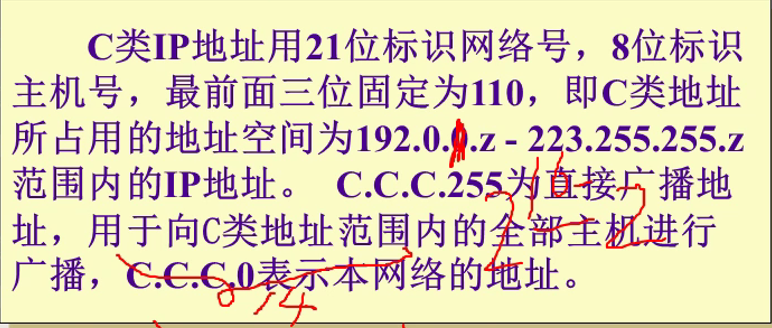 C类IP地址用21位标识网络号，8位标识
主机号，最前面三位固定为110，即C类地址
所占用的地址空间为192.0.0.z - 223.255.255.z
范围内的IP地址。 C.C.C.255为直接广播地
址，用于向C类地址范围内的全部主机进行
广播，C.C.C.0表示本网络的地址。